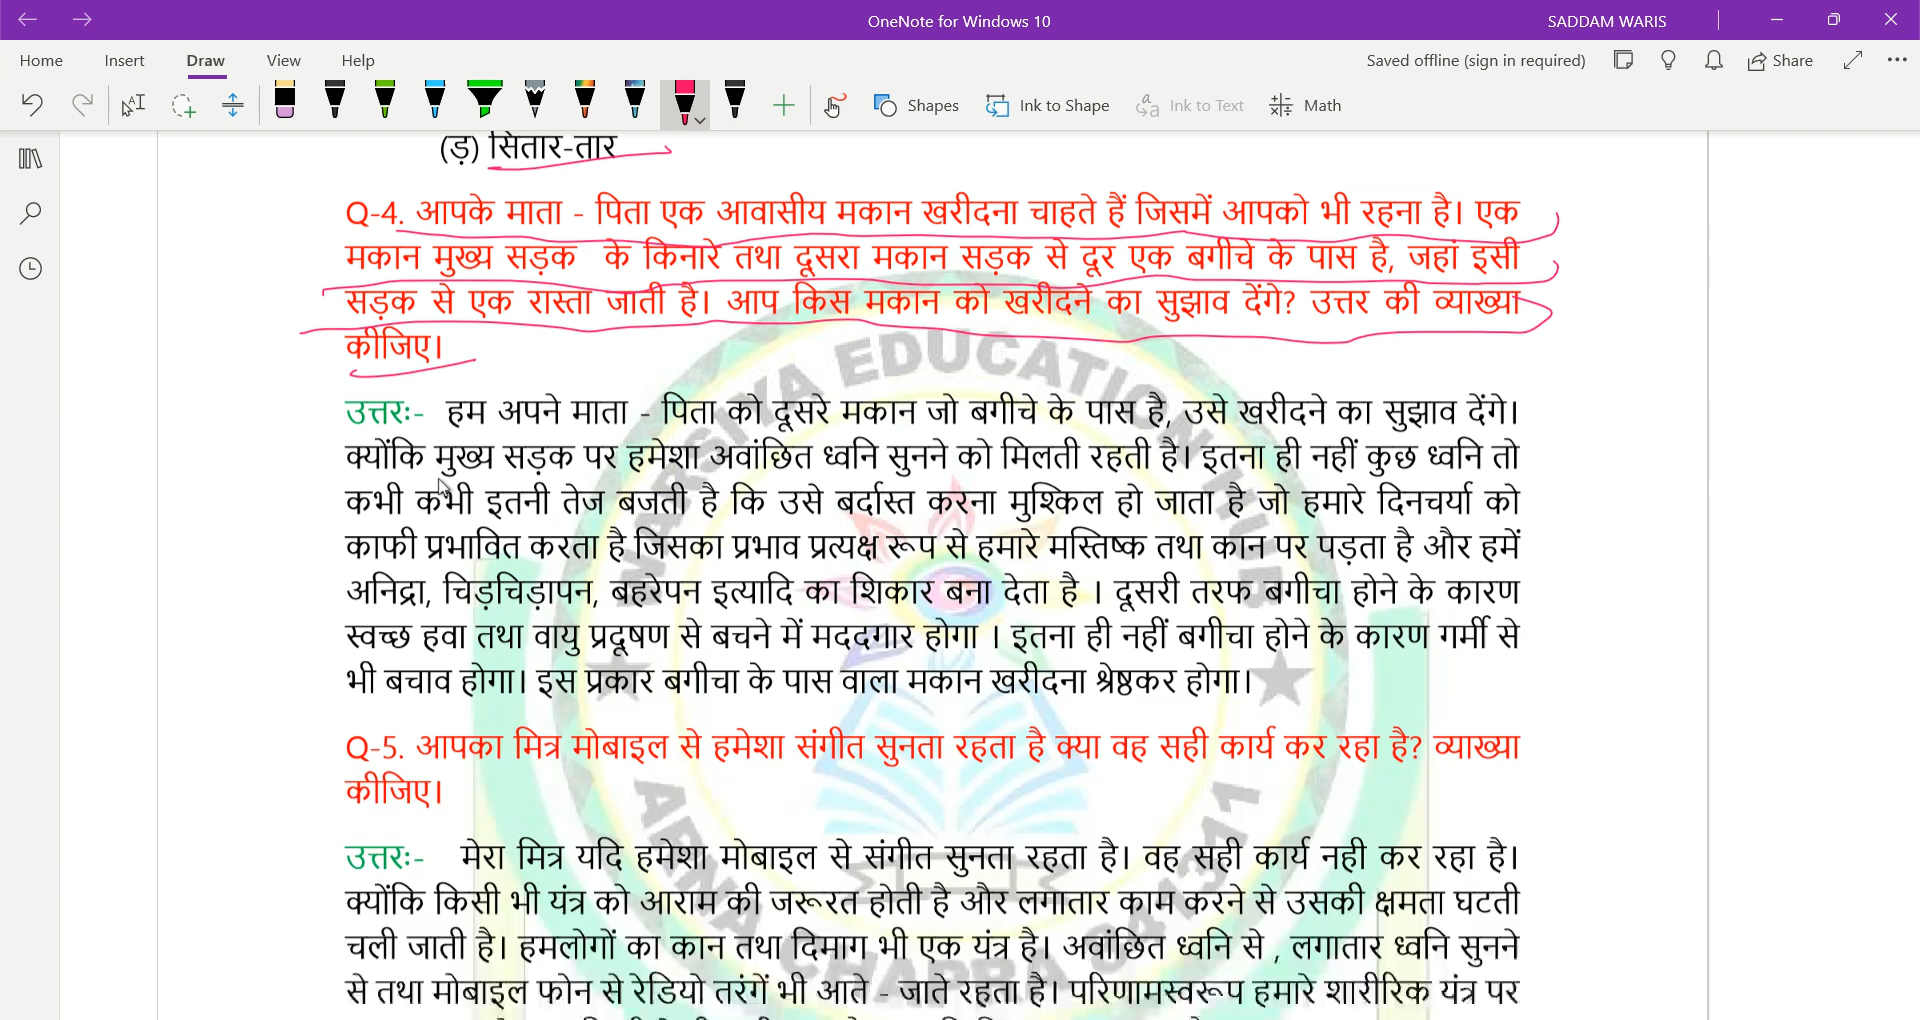 OneNote for Windows 10
SADDAM WARIS
Home Insert Draw View Help
Saved offline (sign in required)
Share
Shapes
Ink to Shape
Ink to Text
Math
(ड़) सितार-तार
Q-4. आपके माता - पिता एक आवासीय मकान खरीदना चाहते हैं जिसमें आपको भी रहना है। एक
मकान मुख्य सड़क के किनारे तथा दूसरा मकान सड़क से दूर एक बगीचे के पास है, जहां इसी
सड़क से एक रास्ता जाती है। आप किस मकान को खरीदने का सुझाव देंगे? उत्तर की व्याख्या
कीजिए।
उत्तरः- हम अपने माता - पिता को दूसरे मकान जो बगीचे के पास है, उसे खरीदने का सुझाव देंगे।
क्योंकि मुख्य सड़क पर हमेशा अवांछित ध्वनि सुनने को मिलती रहती है। इतना ही नहीं कुछ ध्वनि तो
कभी कभी इतनी तेज बजती है कि उसे बर्दास्त करना मुश्किल हो जाता है जो हमारे दिनचर्या को
काफी प्रभावित करता है जिसका प्रभाव प्रत्यक्ष रूप से हमारे मस्तिष्क तथा कान पर पड़ता है और हमें
अनिद्रा, चिड़चिड़ापन, बहरेपन इत्यादि का शिकार बना देता है । दूसरी तरफ बगीचा होने के कारण
स्वच्छ हवा तथा वायु प्रदूषण से बचने में मददगार होगा । इतना ही नहीं बगीचा होने के कारण गर्मी से
भी बचाव होगा। इस प्रकार बगीचा के पास वाला मकान खरीदना श्रेष्ठकर होगा।
Q-5. आपका मित्र मोबाइल से हमेशा संगीत सुनता रहता है क्या वह सही कार्य कर रहा है? व्याख्या
कीजिए।
उत्तरः- मेरा मित्र यदि हमेशा मोबाइल से संगीत सुनता रहता है। वह सही कार्य नही कर रहा है।
क्योंकि किसी भी यंत्र को आराम की जरूरत होती है और लगातार काम करने से उसकी क्षमता घटती
चली जाती है। हमलोगों का कान तथा दिमाग भी एक यंत्र है। अवांछित ध्वनि से , लगातार ध्वनि सुनने
से तथा मोबाइल फोन से रेडियो तरंगें भी आते - जाते रहता है। परिणामस्वरूप हमारे शारीरिक यंत्र पर
WARSIYA EDUCATION HUB
ARNA CHAPRA 841341